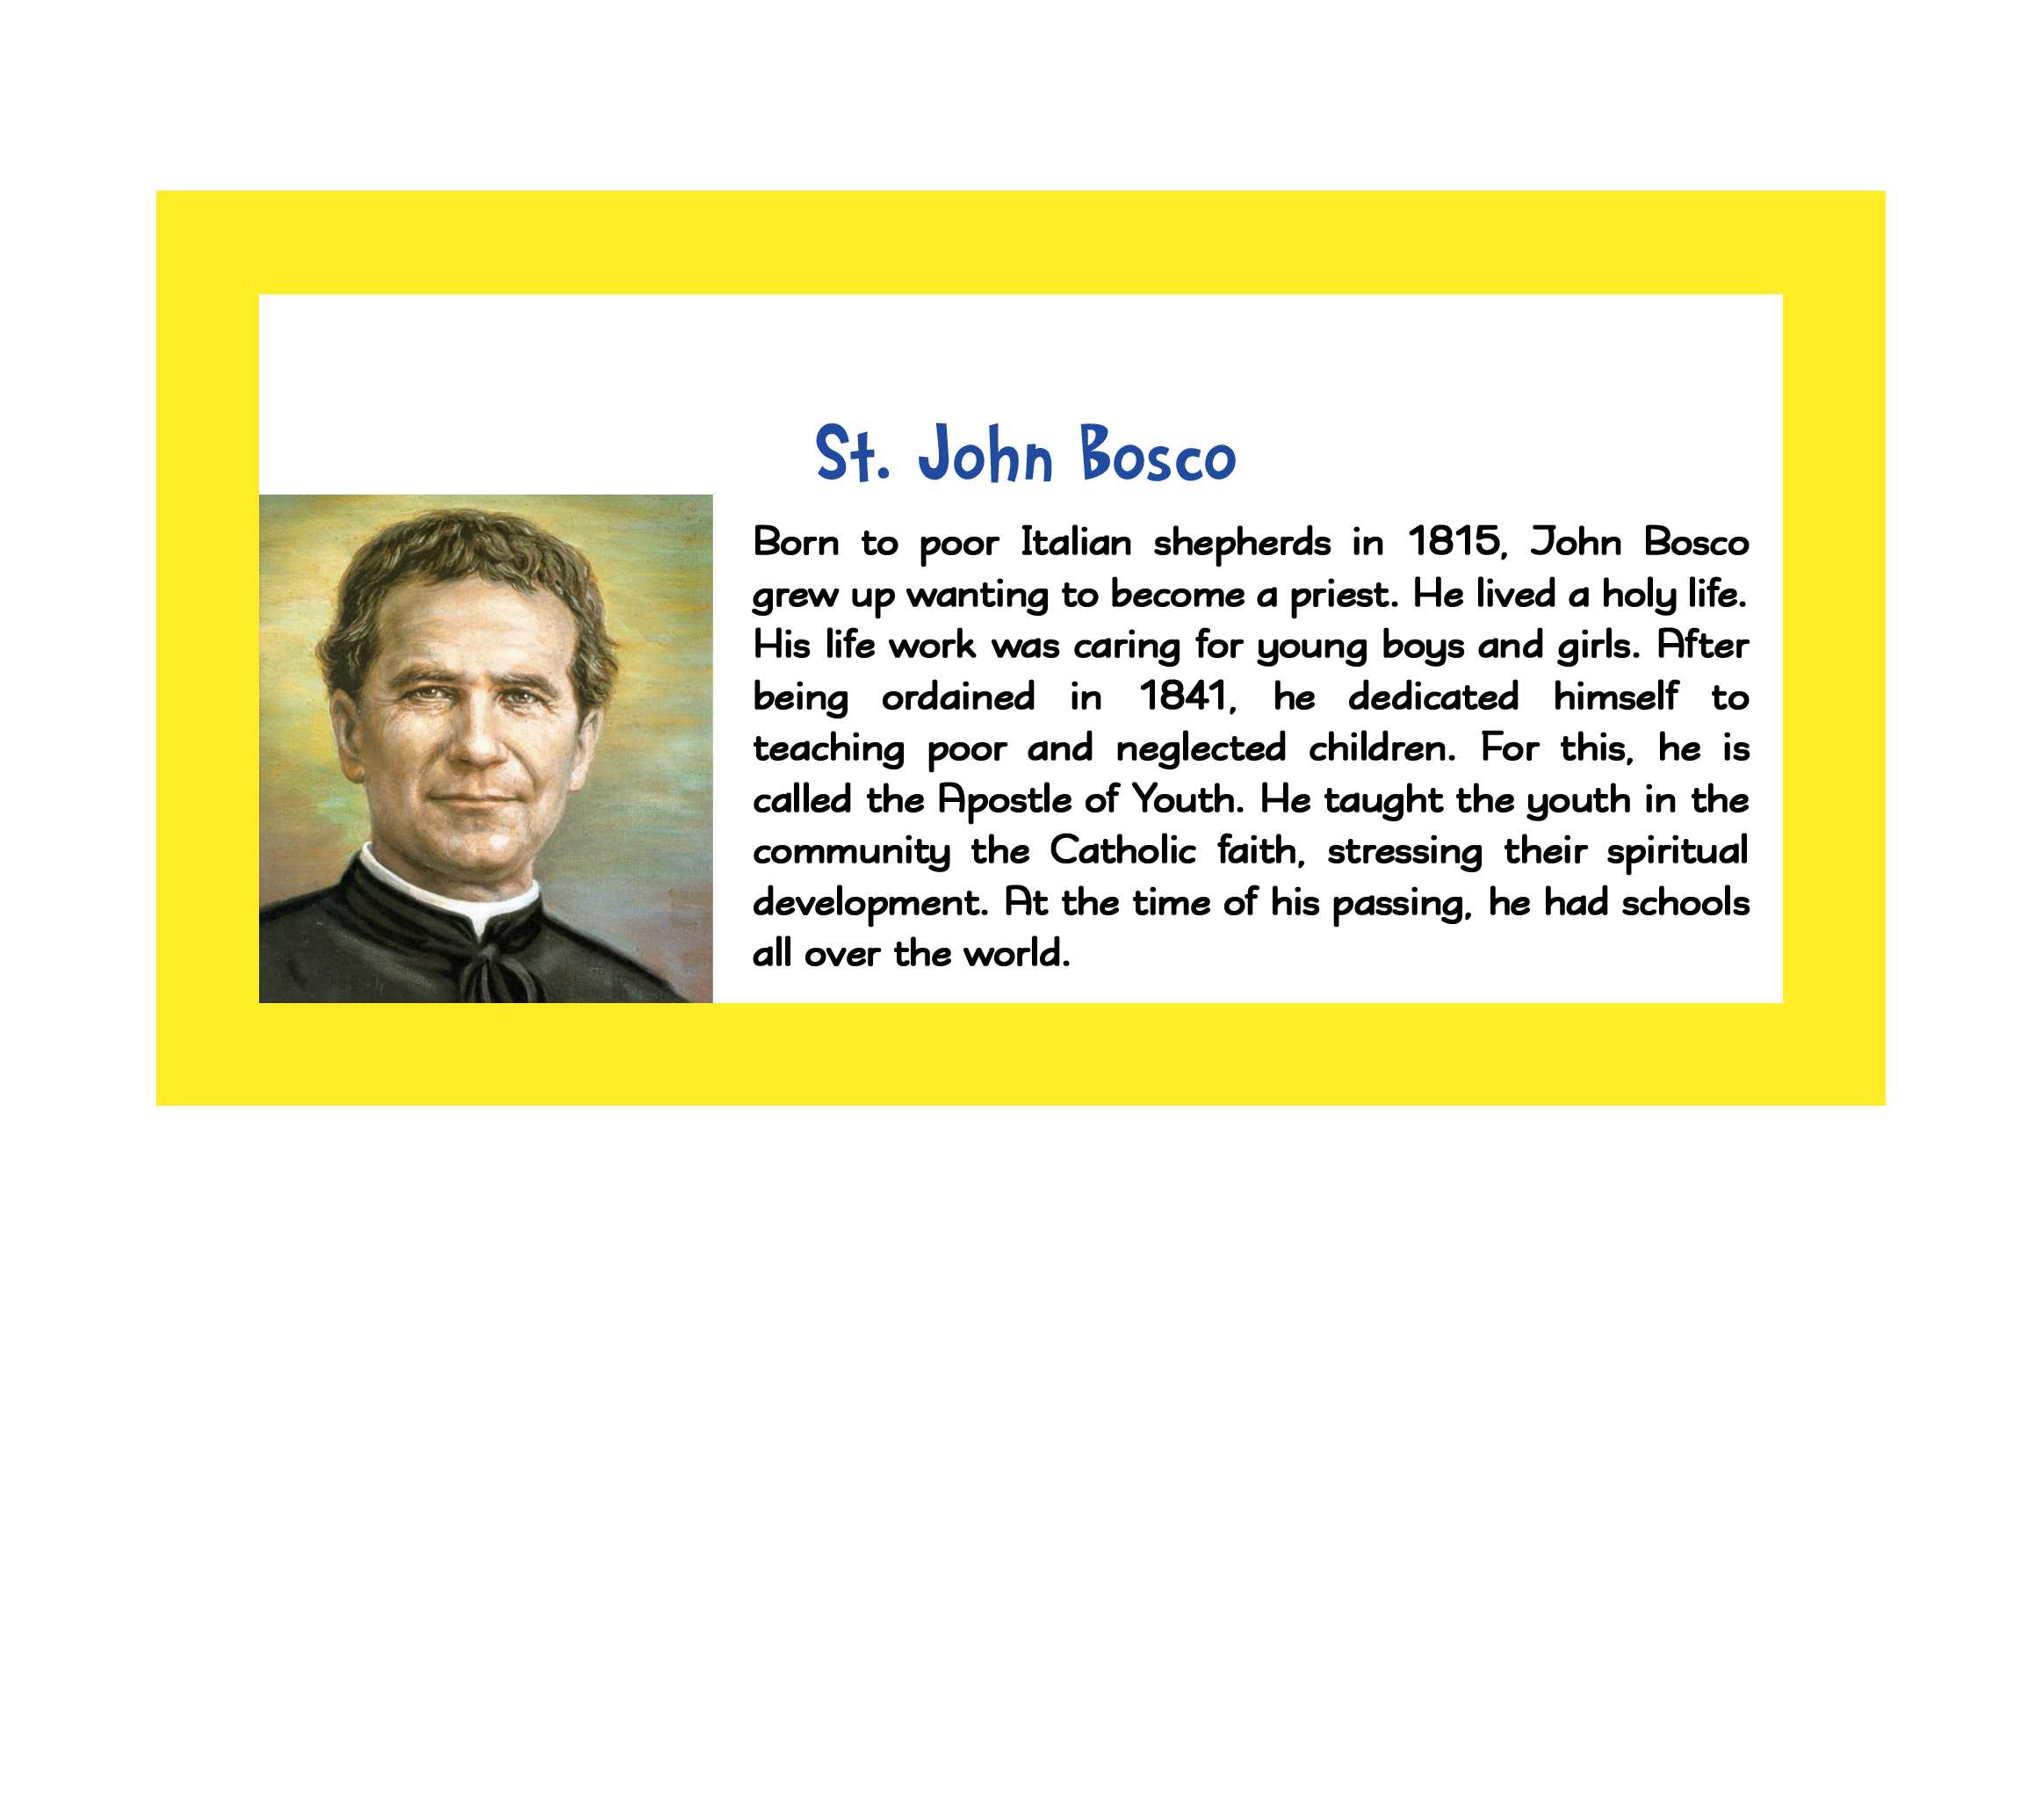 St. John Bosco
Born to poor Italian shepherds in 1815, John Bosco
grew up wanting to become a priest. He lived a holy life.
His life work was caring for young boys and girls. After
being ordained in 1841, he dedicated himself to
teaching poor and neglected children. For this, he is
called the Apostle of Youth. He taught the youth in the
community the Catholic faith, stressing their spiritual
development. At the time of his passing, he had schools
all over the world.